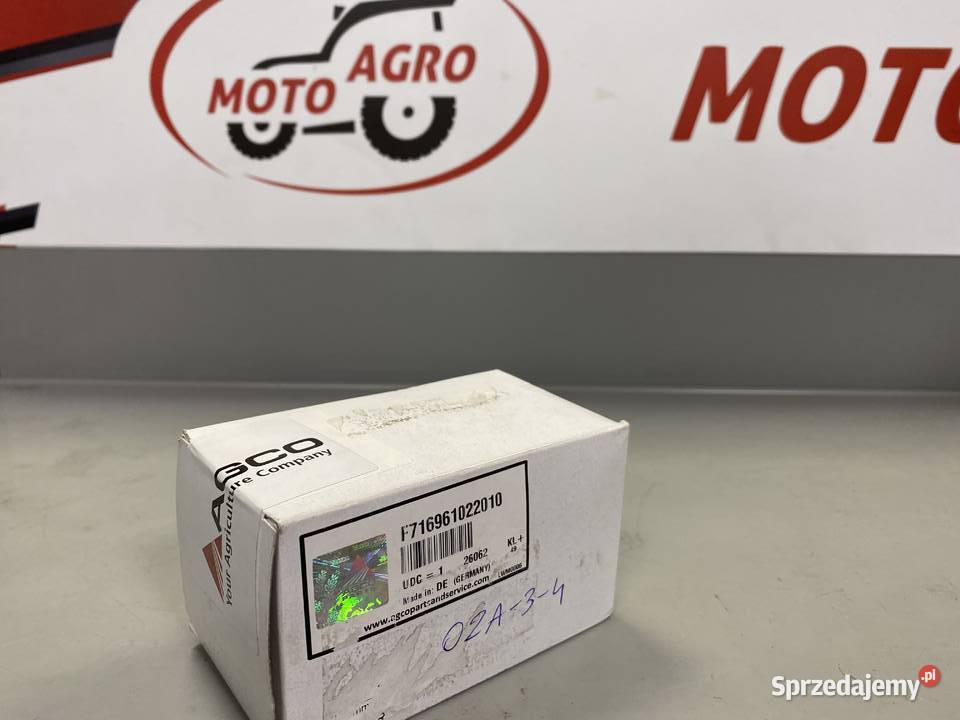 MOTO AGRO
MOTO
AGCO
Your Agriculture Company
F716961022010
UDC = 1 26062 KL +
49
Made in: DE (GERMANY)
www.agcopartsandservice.com
02A-3-4
Sprzedajemy.pl